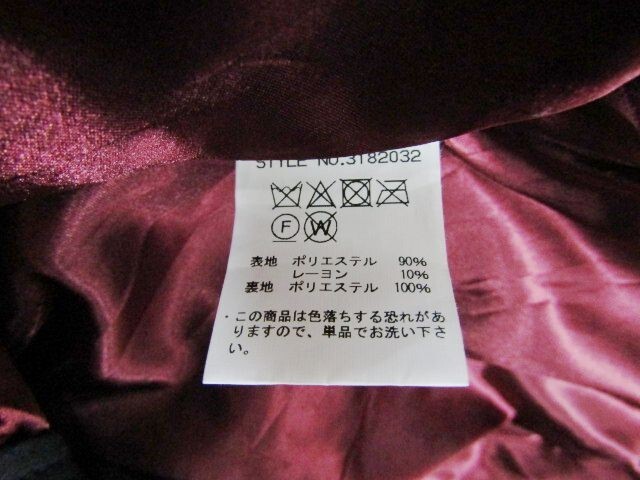 STYLE NO.3182032
F W
表地 ポリエステル 90%
レーヨン 10%
裏地 ポリエステル 100%
・この商品は色落ちする恐れがあ
りますので、単品でお洗い下さ
い。